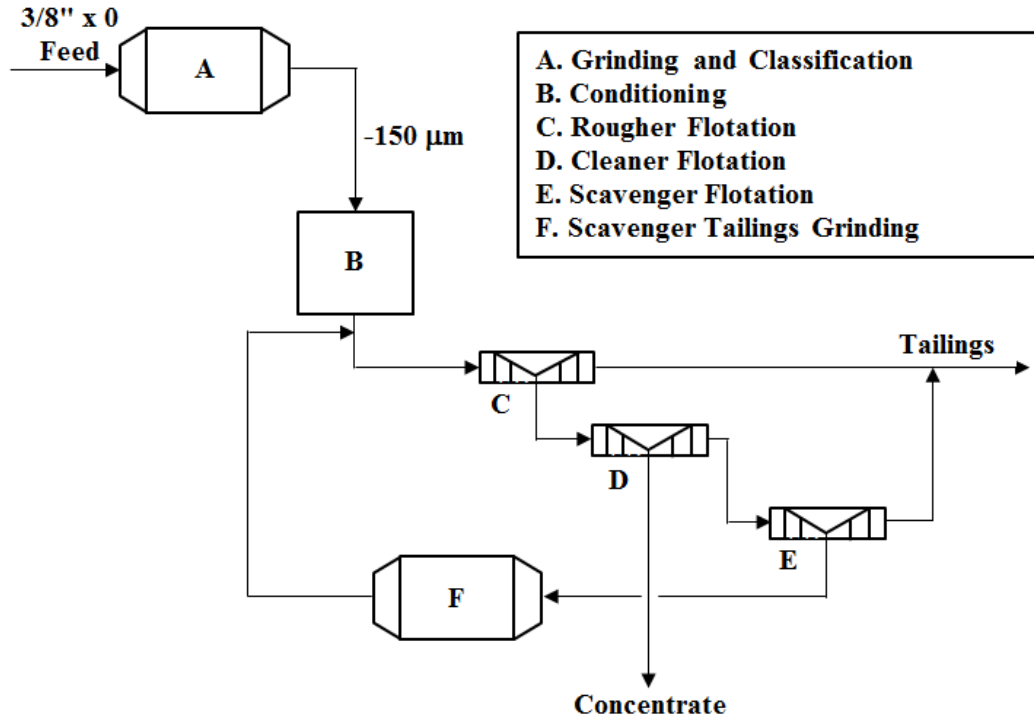 3/8" x 0
Feed
A
-150 μm
B
A. Grinding and Classification
B. Conditioning
C. Rougher Flotation
D. Cleaner Flotation
E. Scavenger Flotation
F. Scavenger Tailings Grinding
Tailings
C
D
E
F
Concentrate